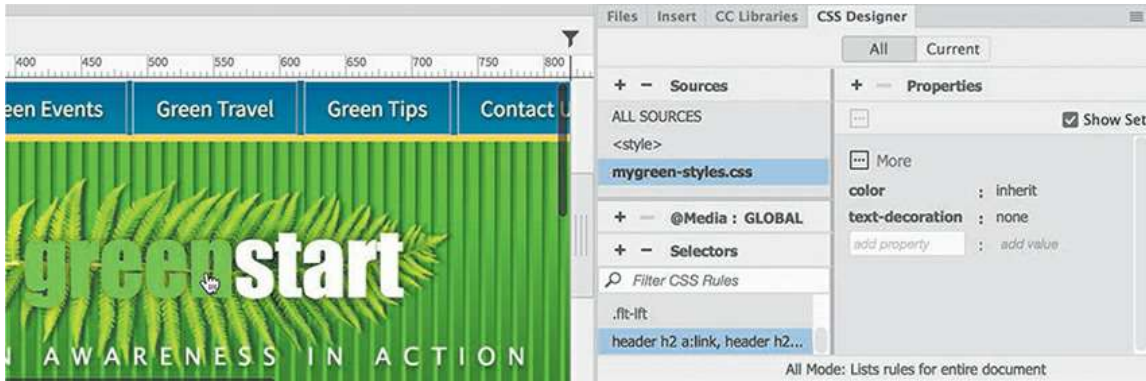 Files Insert CC Libraries CSS Designer
All Current
400 450 500 550 600 650 700 750 800
een Events Green Travel Green Tips Contact U
greenstart
N AWARENESS IN ACTION
+ − Sources
ALL SOURCES
<style>
mygreen-styles.css
+ − @Media : GLOBAL
+ − Selectors
Filter CSS Rules
.flt-lft
header h2 a:link, header h2...
+ − Properties
Show Set
More
color : inherit
text-decoration : none
add property : add value
All Mode: Lists rules for entire document